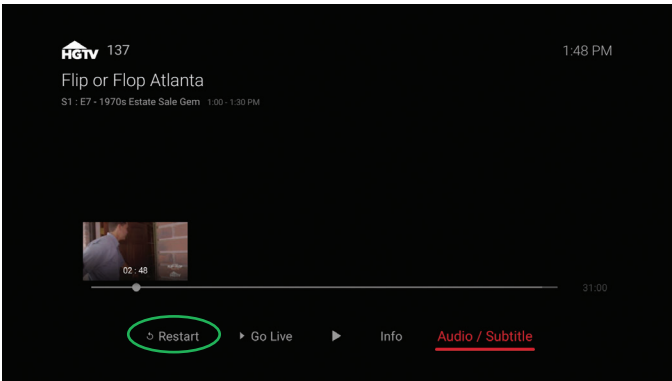 HGTV 137
1:48 PM
Flip or Flop Atlanta
S1 : E7 - 1970s Estate Sale Gem 1:00 - 1:30 PM
02 : 48
31:00
Restart
Go Live
Info
Audio / Subtitle